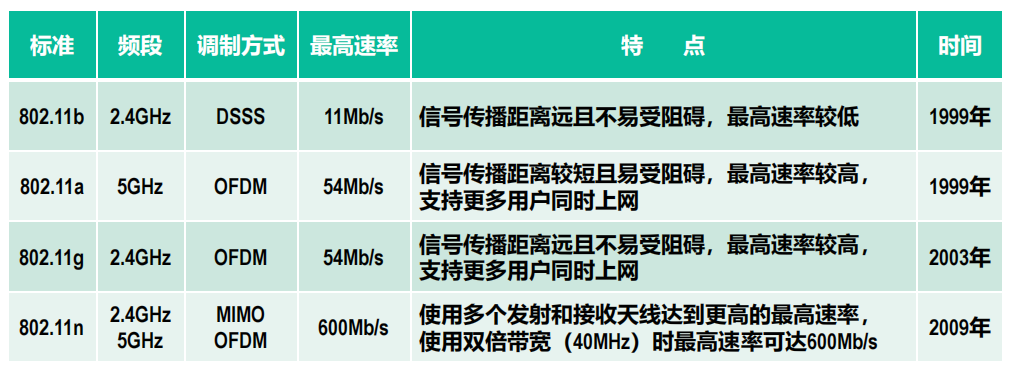 标准 频段 调制方式 最高速率 特 点 时间
802.11b 2.4GHz DSSS 11Mb/s 信号传播距离远且不易受阻碍，最高速率较低 1999年
802.11a 5GHz OFDM 54Mb/s 信号传播距离较短且易受阻碍，最高速率较高，
支持更多用户同时上网 1999年
802.11g 2.4GHz OFDM 54Mb/s 信号传播距离远且不易受阻碍，最高速率较高，
支持更多用户同时上网 2003年
802.11n 2.4GHz MIMO 600Mb/s 使用多个发射和接收天线达到更高的最高速率，
5GHz OFDM 使用双倍带宽（40MHz）时最高速率可达600Mb/s 2009年